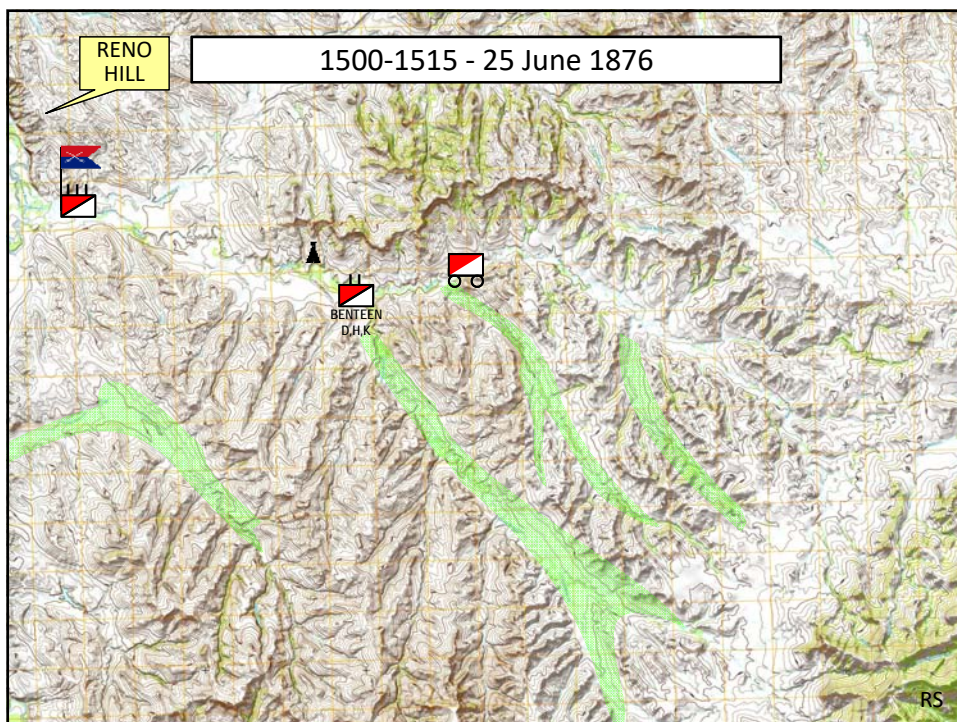 RENO
HILL
1500-1515 - 25 June 1876
BENTEEN
D,H,K
RS